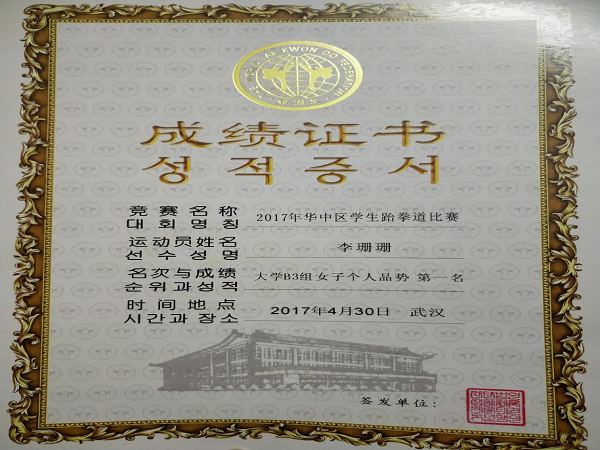 成绩证书
성적증서
竞赛名称
대회명칭
2017年华中区学生跆拳道比赛
运动员姓名
선수성명
李珊珊
名次与成绩
순위과성적
大学B3组女子个人品势 第一名
时间地点
시간과장소
2017年4月30日 武汉
签发单位：